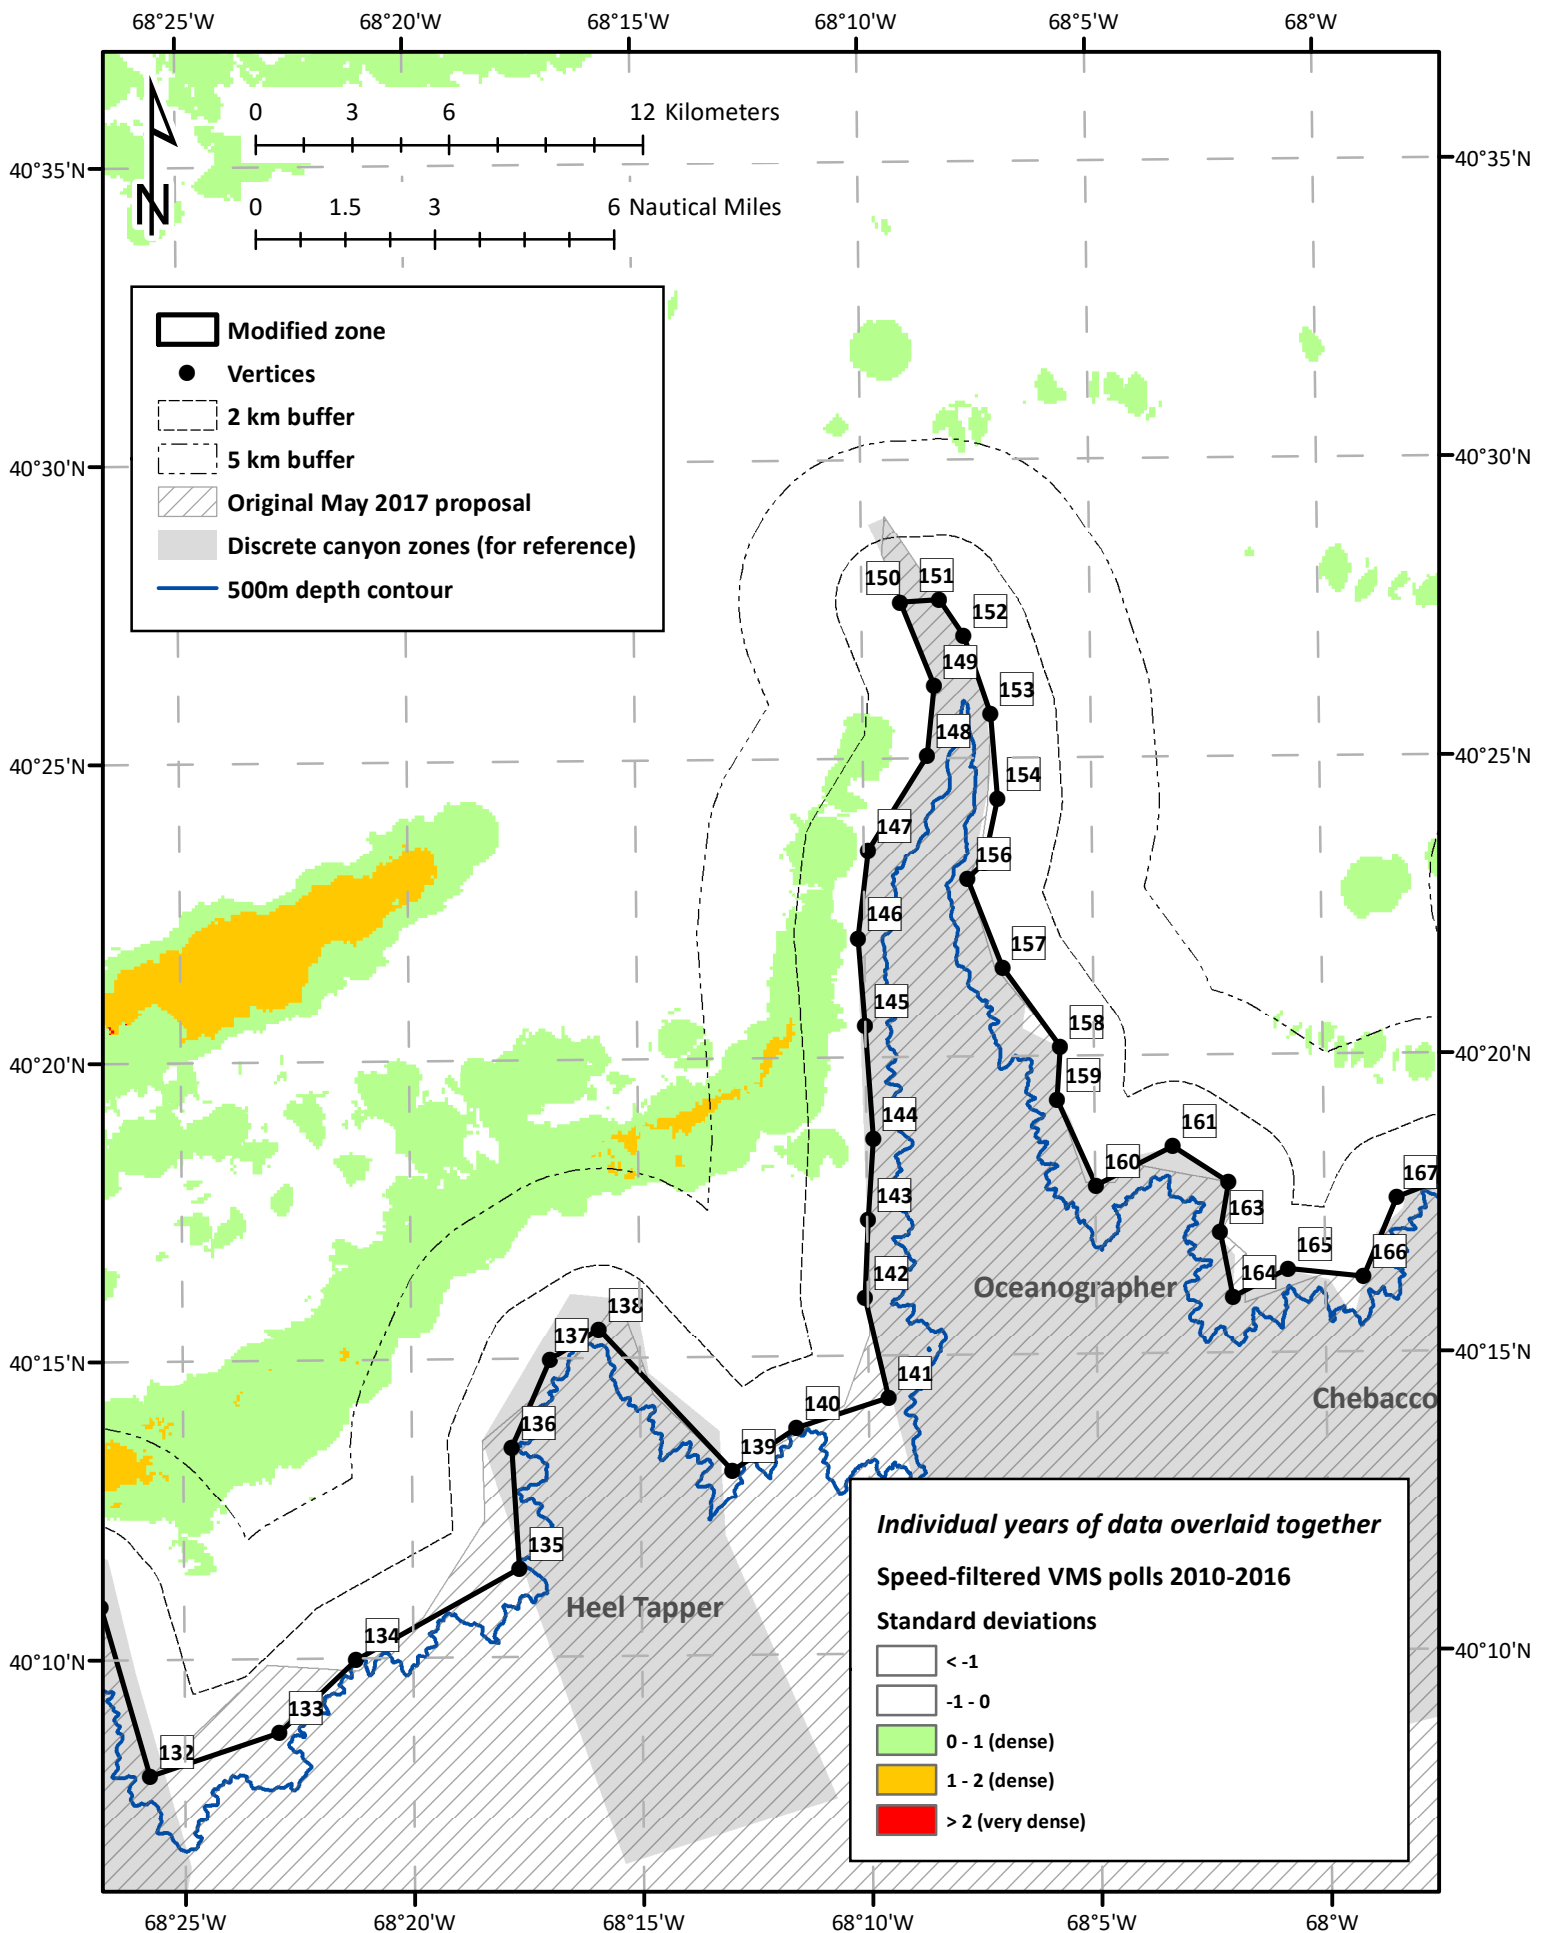 68°25'W 68°20'W 68°15'W 68°10'W 68°5'W 68°W
0 3 6 12 Kilometers
40°35'N 40°35'N
N
0 1.5 3 6 Nautical Miles
Modified zone
Vertices
2 km buffer
5 km buffer
Original May 2017 proposal
Discrete canyon zones (for reference)
500m depth contour
40°30'N 40°30'N
150 151
152
149
153
148
40°25'N 40°25'N
154
147
156
146
157
145
158
40°20'N 40°20'N
159
144
161
160
167
143
163
165
166
142
164
Oceanographer
138
137
40°15'N 40°15'N
141
Chebacco
140
136
139
135
Heel Tapper
134
40°10'N 40°10'N
133
132
Individual years of data overlaid together
Speed-filtered VMS polls 2010-2016
Standard deviations
< -1
-1 - 0
0 - 1 (dense)
1 - 2 (dense)
> 2 (very dense)
68°25'W 68°20'W 68°15'W 68°10'W 68°5'W 68°W